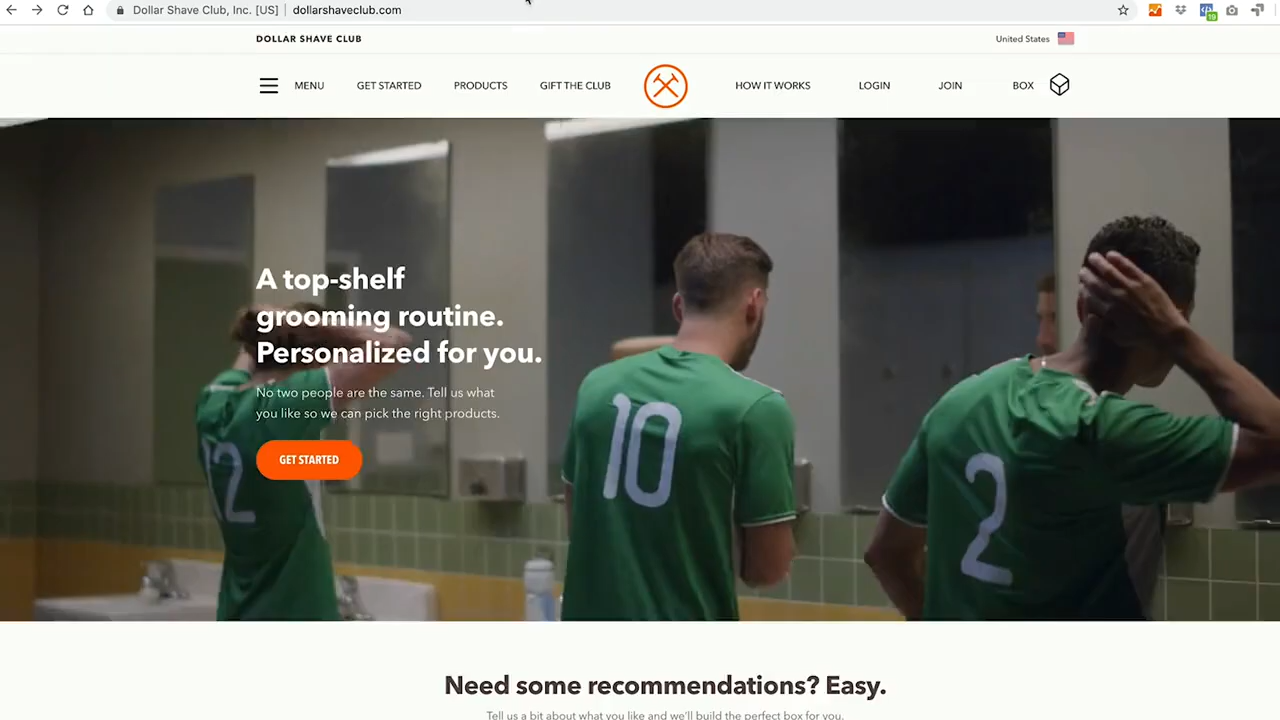 Dollar Shave Club, Inc. [US] | dollarshaveclub.com
19
DOLLAR SHAVE CLUB
United States
MENU
GET STARTED
PRODUCTS
GIFT THE CLUB
HOW IT WORKS
LOGIN
JOIN
BOX
A top-shelf
grooming routine.
Personalized for you.
No two people are the same. Tell us what
you like so we can pick the right products.
GET STARTED
12
10
2
Need some recommendations? Easy.
Tell us a bit about what you like and we'll build the perfect box for you.